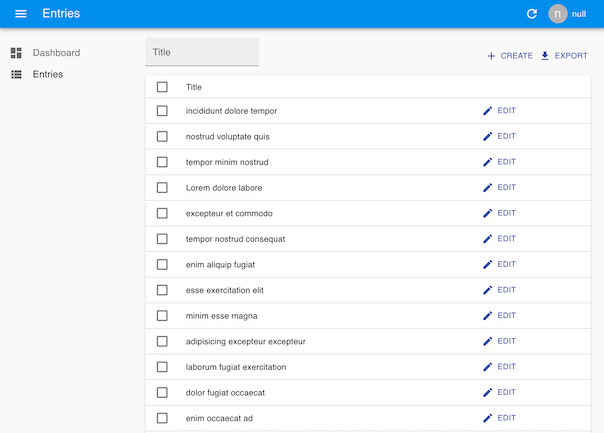 Entries
n null
Dashboard
Entries
Title
CREATE EXPORT
Title
incididunt dolore tempor EDIT
nostrud voluptate quis EDIT
tempor minim nostrud EDIT
Lorem dolore labore EDIT
excepteur et commodo EDIT
tempor nostrud consequat EDIT
enim aliquip fugiat EDIT
esse exercitation elit EDIT
minim esse magna EDIT
adipisicing excepteur excepteur EDIT
laborum fugiat exercitation EDIT
dolor fugiat occaecat EDIT
enim occaecat ad EDIT